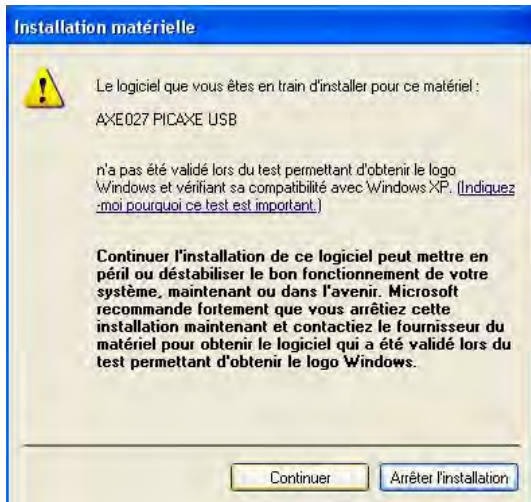 Installation matérielle
Le logiciel que vous êtes en train d'installer pour ce matériel :
AXE027 PICAXE USB
n'a pas été validé lors du test permettant d'obtenir le logo
Windows et vérifiant sa compatibilité avec Windows XP. (Indiquez
-moi pourquoi ce test est important.)
Continuer l'installation de ce logiciel peut mettre en
péril ou déstabiliser le bon fonctionnement de votre
système, maintenant ou dans l'avenir. Microsoft
recommande fortement que vous arrêtiez cette
installation maintenant et contactiez le fournisseur du
matériel pour obtenir le logiciel qui a été validé lors du
test permettant d'obtenir le logo Windows.
Continuer
Arrêter l'installation